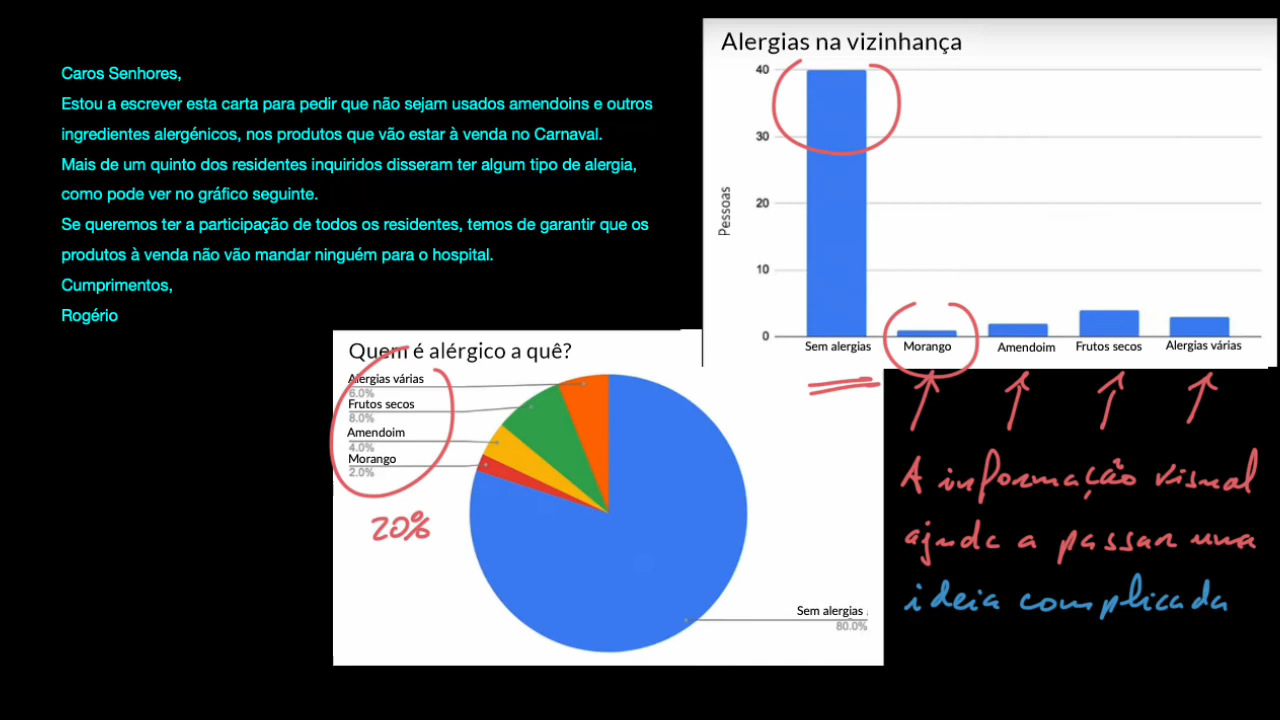 Caros Senhores,
Estou a escrever esta carta para pedir que não sejam usados amendoins e outros
ingredientes alergénicos, nos produtos que vão estar à venda no Carnaval.
Mais de um quinto dos residentes inquiridos disseram ter algum tipo de alergia,
como pode ver no gráfico seguinte.
Se queremos ter a participação de todos os residentes, temos de garantir que os
produtos à venda não vão mandar ninguém para o hospital.
Cumprimentos,
Rogério
Alergias na vizinhança
Pessoas
40
30
20
10
0
Sem alergias Morango Amendoim Frutos secos Alergias várias
Quem é alérgico a quê?
Alergias várias
6.0%
Frutos secos
8.0%
Amendoim
4.0%
Morango
2.0%
20%
Sem alergias
80.0%
A informação visual
ajuda a passar uma
ideia complicada